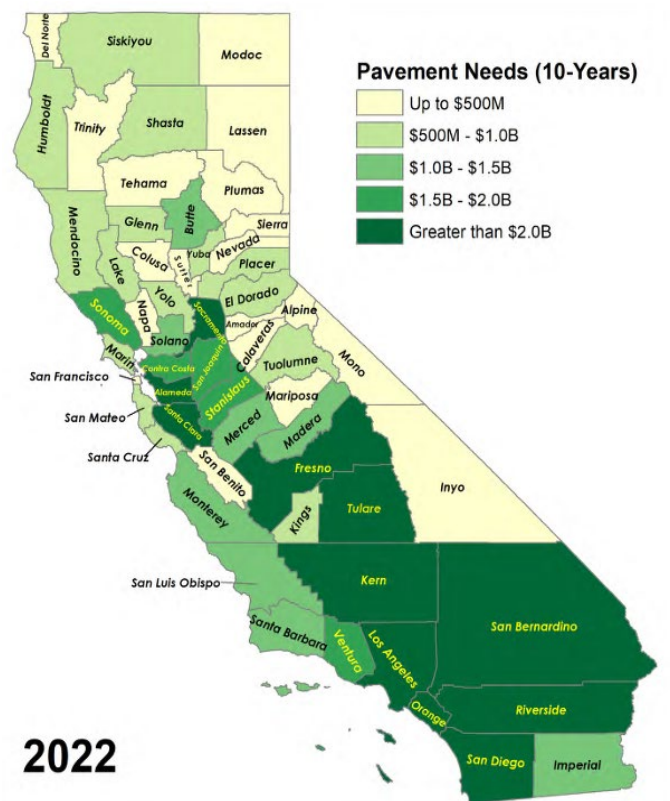 Pavement Needs (10-Years)
Up to $500M
$500M - $1.0B
$1.0B - $1.5B
$1.5B - $2.0B
Greater than $2.0B
Del Norte
Siskiyou
Modoc
Humboldt
Trinity
Shasta
Lassen
Tehama
Plumas
Mendocino
Glenn
Butte
Sierra
Lake
Colusa
Sutter
Yuba
Nevada
Placer
Sonoma
Napa
Yolo
El Dorado
Sacramento
Alpine
Amador
Solano
Marin
Contra Costa
San Joaquin
Calaveras
Tuolumne
Mono
San Francisco
Alameda
Stanislaus
Mariposa
San Mateo
Santa Clara
Merced
Madera
Santa Cruz
San Benito
Fresno
Inyo
Monterey
Kings
Tulare
San Luis Obispo
Kern
San Bernardino
Santa Barbara
Ventura
Los Angeles
Orange
Riverside
San Diego
Imperial
2022